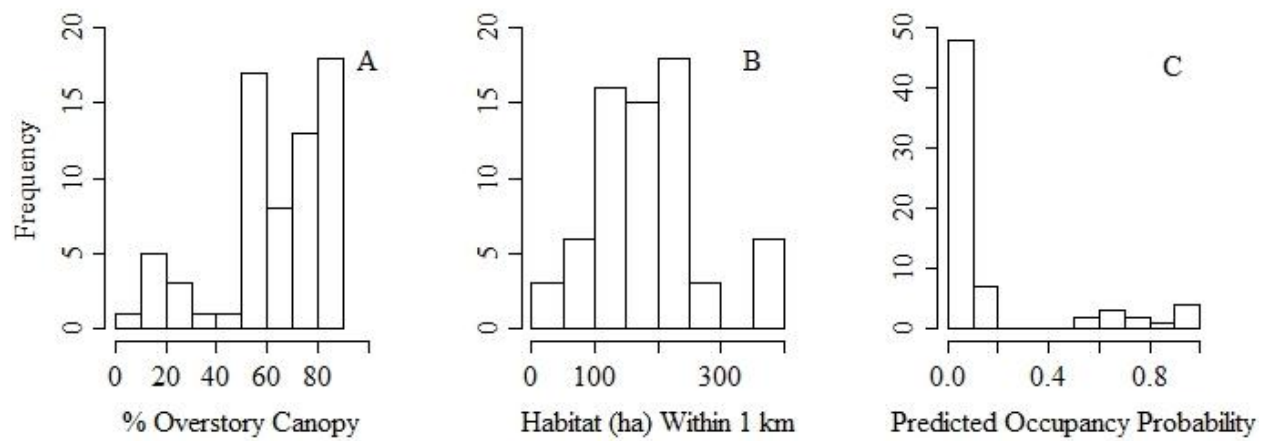 A
Frequency
0 5 10 15 20
0 20 40 60 80
% Overstory Canopy
B
0 5 10 15 20
0 100 300
Habitat (ha) Within 1 km
C
0 10 20 30 40 50
0.0 0.4 0.8
Predicted Occupancy Probability